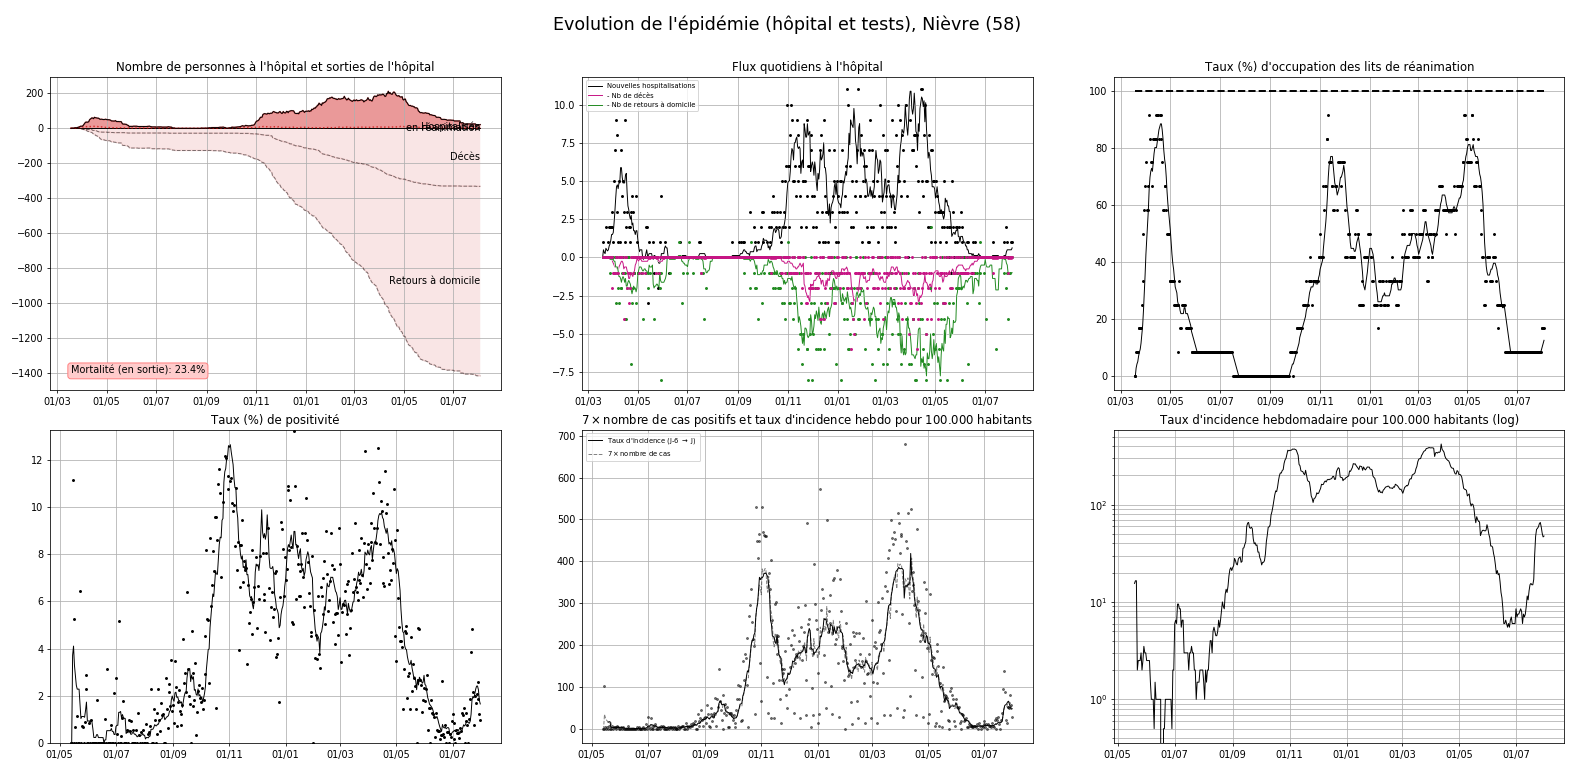 Evolution de l'épidémie (hôpital et tests), Nièvre (58)
Nombre de personnes à l'hôpital et sorties de l'hôpital
200
0
−200
−400
−600
−800
−1000
−1200
−1400
en réanimation
Décès
Retours à domicile
Mortalité (en sortie): 23.4%
01/03 01/05 01/07 01/09 01/11 01/01 01/03 01/05 01/07
Flux quotidiens à l'hôpital
Nouvelles hospitalisations
- Nb de décès
- Nb de retours à domicile
10.0
7.5
5.0
2.5
0.0
−2.5
−5.0
−7.5
01/03 01/05 01/07 01/09 01/11 01/01 01/03 01/05 01/07
Taux (%) d'occupation des lits de réanimation
100
80
60
40
20
0
01/03 01/05 01/07 01/09 01/11 01/01 01/03 01/05 01/07
Taux (%) de positivité
12
10
8
6
4
2
0
01/05 01/07 01/09 01/11 01/01 01/03 01/05 01/07
7 × nombre de cas positifs et taux d'incidence hebdo pour 100.000 habitants
Taux d'incidence (J-6 → J)
7 × nombre de cas
700
600
500
400
300
200
100
0
01/05 01/07 01/09 01/11 01/01 01/03 01/05 01/07
Taux d'incidence hebdomadaire pour 100.000 habitants (log)
10²
10¹
10⁰
01/05 01/07 01/09 01/11 01/01 01/03 01/05 01/07